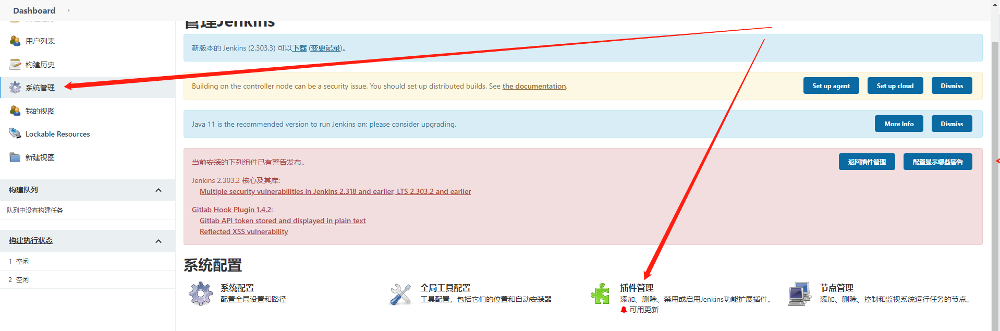 Dashboard
管理Jenkins
用户列表
构建历史
系统管理
我的视图
Lockable Resources
新建视图
构建队列
队列中没有构建任务
构建执行状态
1 空闲
2 空闲
新版本的 Jenkins (2.303.3) 可以下载 (变更记录)。
Building on the controller node can be a security issue. You should set up distributed builds. See the documentation.
Set up agent
Set up cloud
Dismiss
Java 11 is the recommended version to run Jenkins on; please consider upgrading.
More Info
Dismiss
当前安装的下列组件已有警告发布。
返回插件管理
配置显示哪些警告
Jenkins 2.303.2 核心及其库:
Multiple security vulnerabilities in Jenkins 2.318 and earlier, LTS 2.303.2 and earlier
Gitlab Hook Plugin 1.4.2:
Gitlab API token stored and displayed in plain text
Reflected XSS vulnerability
系统配置
系统配置
配置全局设置和路径
全局工具配置
工具配置，包括它们的位置和自动安装器
插件管理
添加、删除、禁用或启用Jenkins功能扩展插件。
可用更新
节点管理
添加、删除、控制和监视系统运行任务的节点。